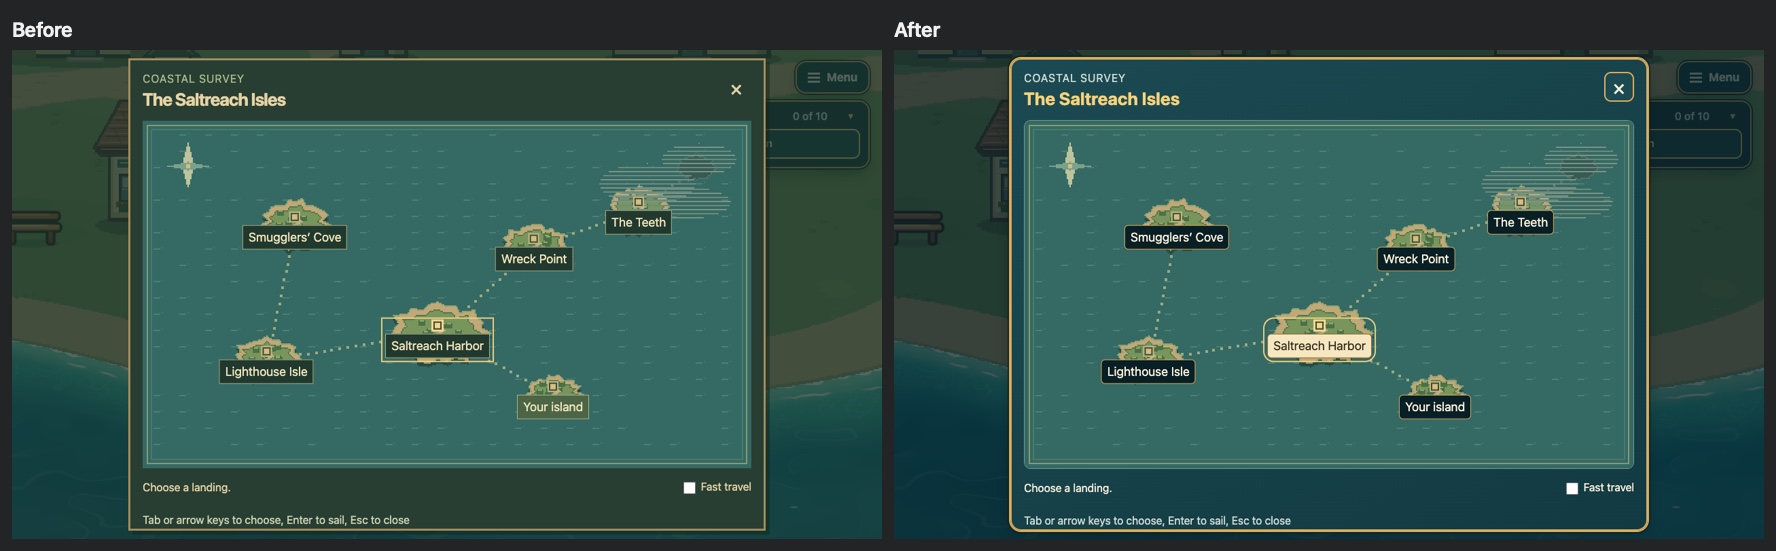 Before
COASTAL SURVEY
The Saltreach Isles
×
Menu
0 of 10
n
Smugglers’ Cove
The Teeth
Wreck Point
Saltreach Harbor
Lighthouse Isle
Your island
Choose a landing.
Fast travel
Tab or arrow keys to choose, Enter to sail, Esc to close
After
COASTAL SURVEY
The Saltreach Isles
×
Menu
0 of 10
n
Smugglers’ Cove
The Teeth
Wreck Point
Saltreach Harbor
Lighthouse Isle
Your island
Choose a landing.
Fast travel
Tab or arrow keys to choose, Enter to sail, Esc to close